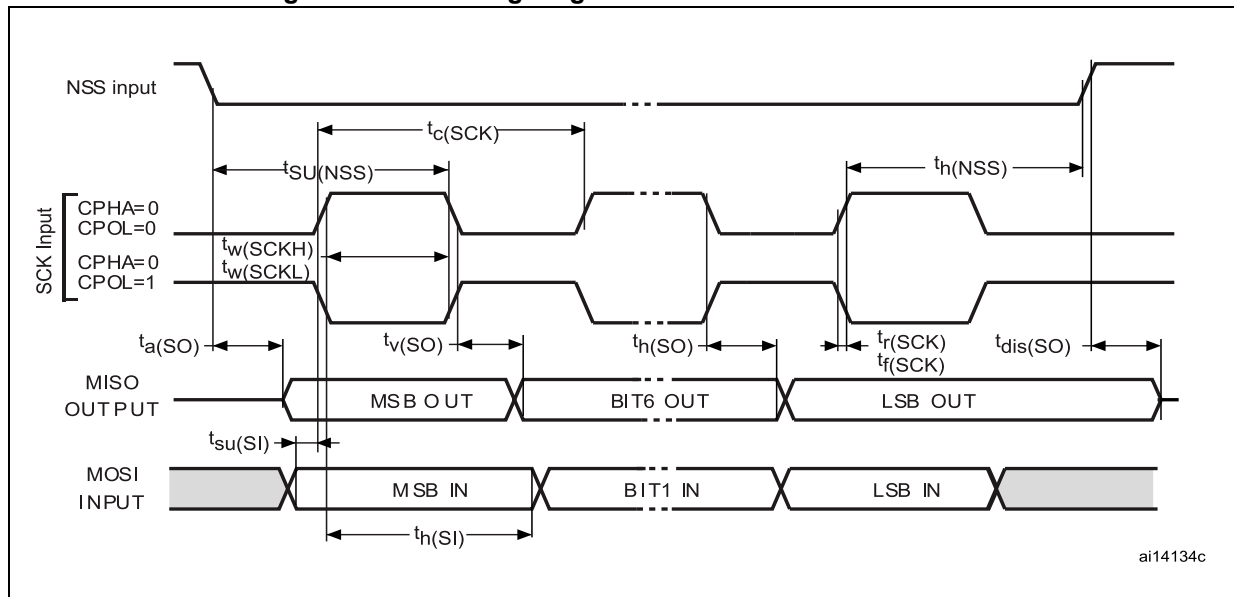 NSS input
tc(SCK)
tSU(NSS)
th(NSS)
SCK Input
CPHA=0
CPOL=0
tw(SCKH)
CPHA=0
tw(SCKL)
CPOL=1
ta(SO)
tv(SO)
th(SO)
tr(SCK)
tf(SCK)
tdis(SO)
MISO
OUTPUT
MSB OUT
BIT6 OUT
LSB OUT
tsu(SI)
MOSI
INPUT
MSB IN
BIT1 IN
LSB IN
th(SI)
ai14134c